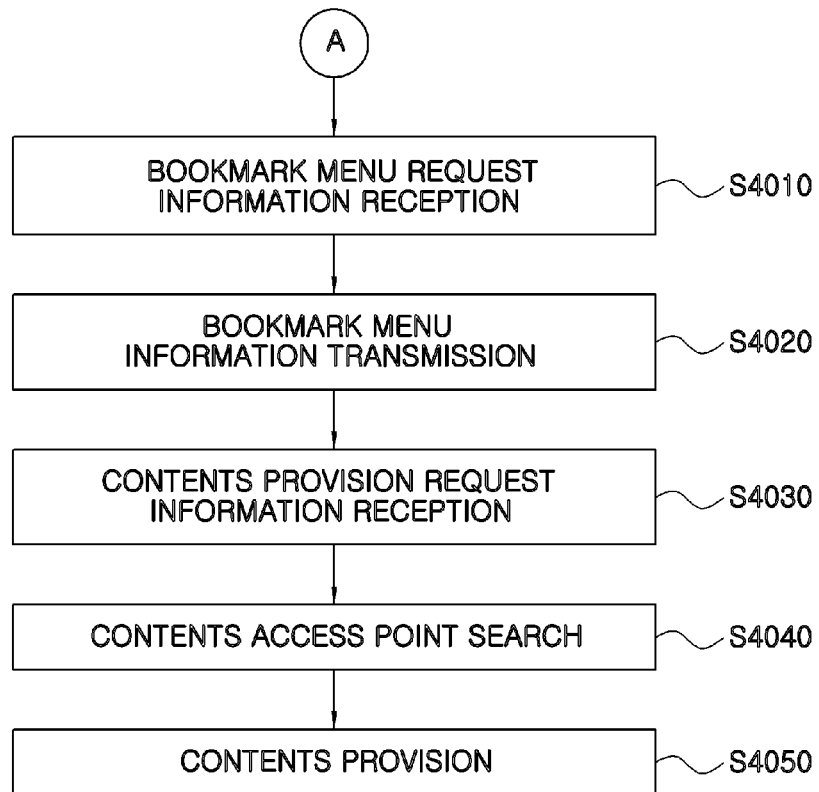 A
BOOKMARK MENU REQUEST
INFORMATION RECEPTION
S4010
BOOKMARK MENU
INFORMATION TRANSMISSION
S4020
CONTENTS PROVISION REQUEST
INFORMATION RECEPTION
S4030
CONTENTS ACCESS POINT SEARCH
S4040
CONTENTS PROVISION
S4050